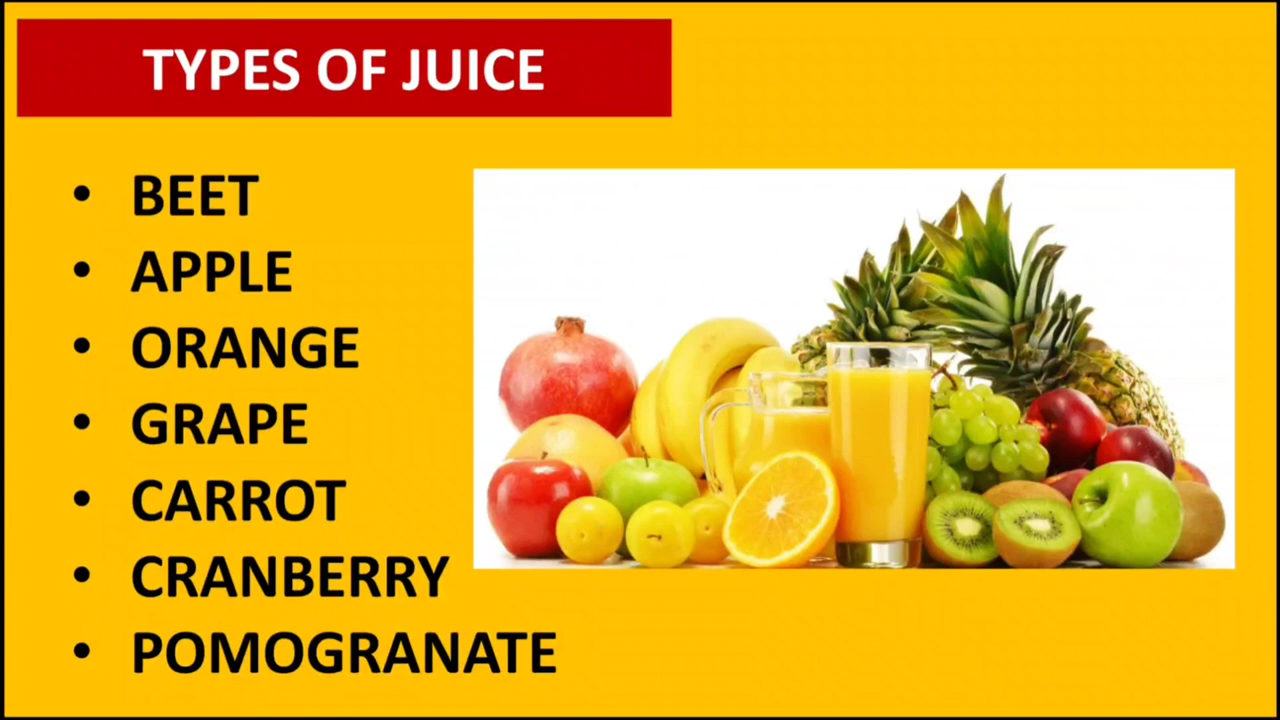 TYPES OF JUICE
• BEET
• APPLE
• ORANGE
• GRAPE
• CARROT
• CRANBERRY
• POMOGRANATE